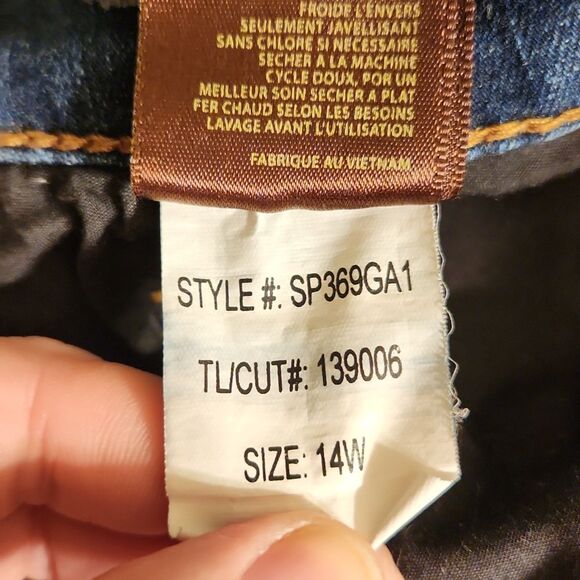 FROIDE L'ENVERS
SEULEMENT JAVELLISANT
SANS CHLORE SI NECESSAIRE
SECHER A LA MACHINE
CYCLE DOUX, POR UN
MEILLEUR SOIN SECHER A PLAT
FER CHAUD SELON LES BESOINS
LAVAGE AVANT L'UTILISATION
FABRIQUE AU VIETNAM
STYLE #: SP369GA1
TL/CUT#: 139006
SIZE: 14W